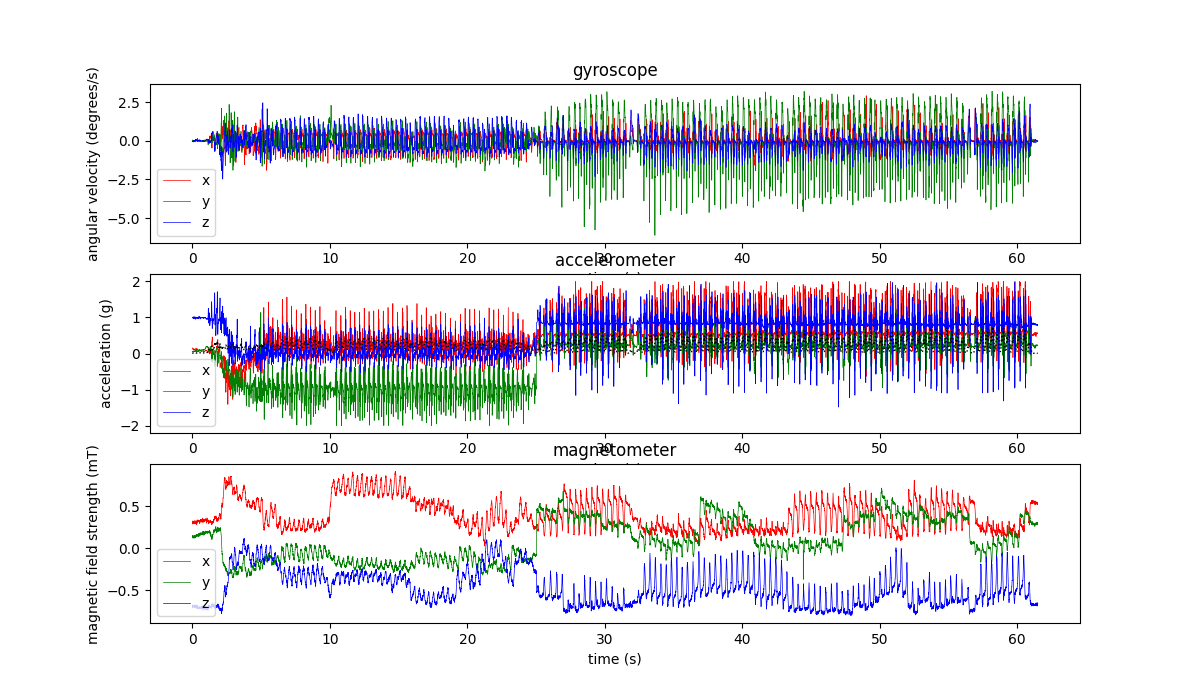 gyroscope
angular velocity (degrees/s)
2.5
0.0
−2.5
−5.0
x
y
z
0 10 20 30 40 50 60
accelerometer
acceleration (g)
2
1
0
−1
−2
x
y
z
0 10 20 30 40 50 60
magnetometer
magnetic field strength (mT)
0.5
0.0
−0.5
x
y
z
0 10 20 30 40 50 60
time (s)